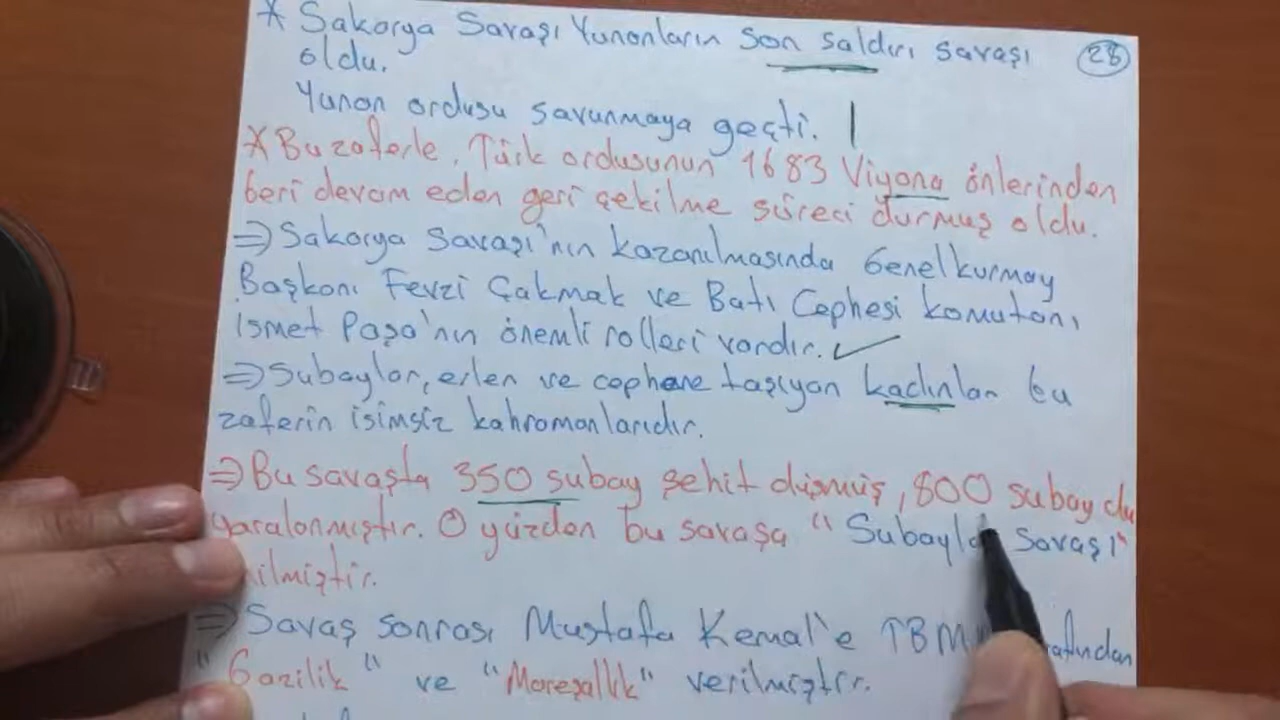 * Sakarya Savaşı Yunanların son saldırı savaşı
28
oldu.
Yunan ordusu savunmaya geçti.
* Bu zaferle, Türk ordusunun 1683 Viyana önlerinden
beri devam eden geri çekilme süreci durmuş oldu.
⇒ Sakarya Savaşı'nın kazanılmasında Genelkurmay
Başkanı Fevzi Çakmak ve Batı Cephesi komutanı
İsmet Paşa'nın önemli rolleri vardır. ✓
⇒ Subaylar, erler ve cephane taşıyan kadınlar bu
zaferin isimsiz kahramanlarıdır.
⇒ Bu savaşta 350 subay şehit düşmüş, 800 subay da
yaralanmıştır. O yüzden bu savaşa "Subaylar Savaşı"
⇒ Savaş sonrası Mustafa Kemal'e
"Gazilik" ve "Mareşallik" verilmiştir.